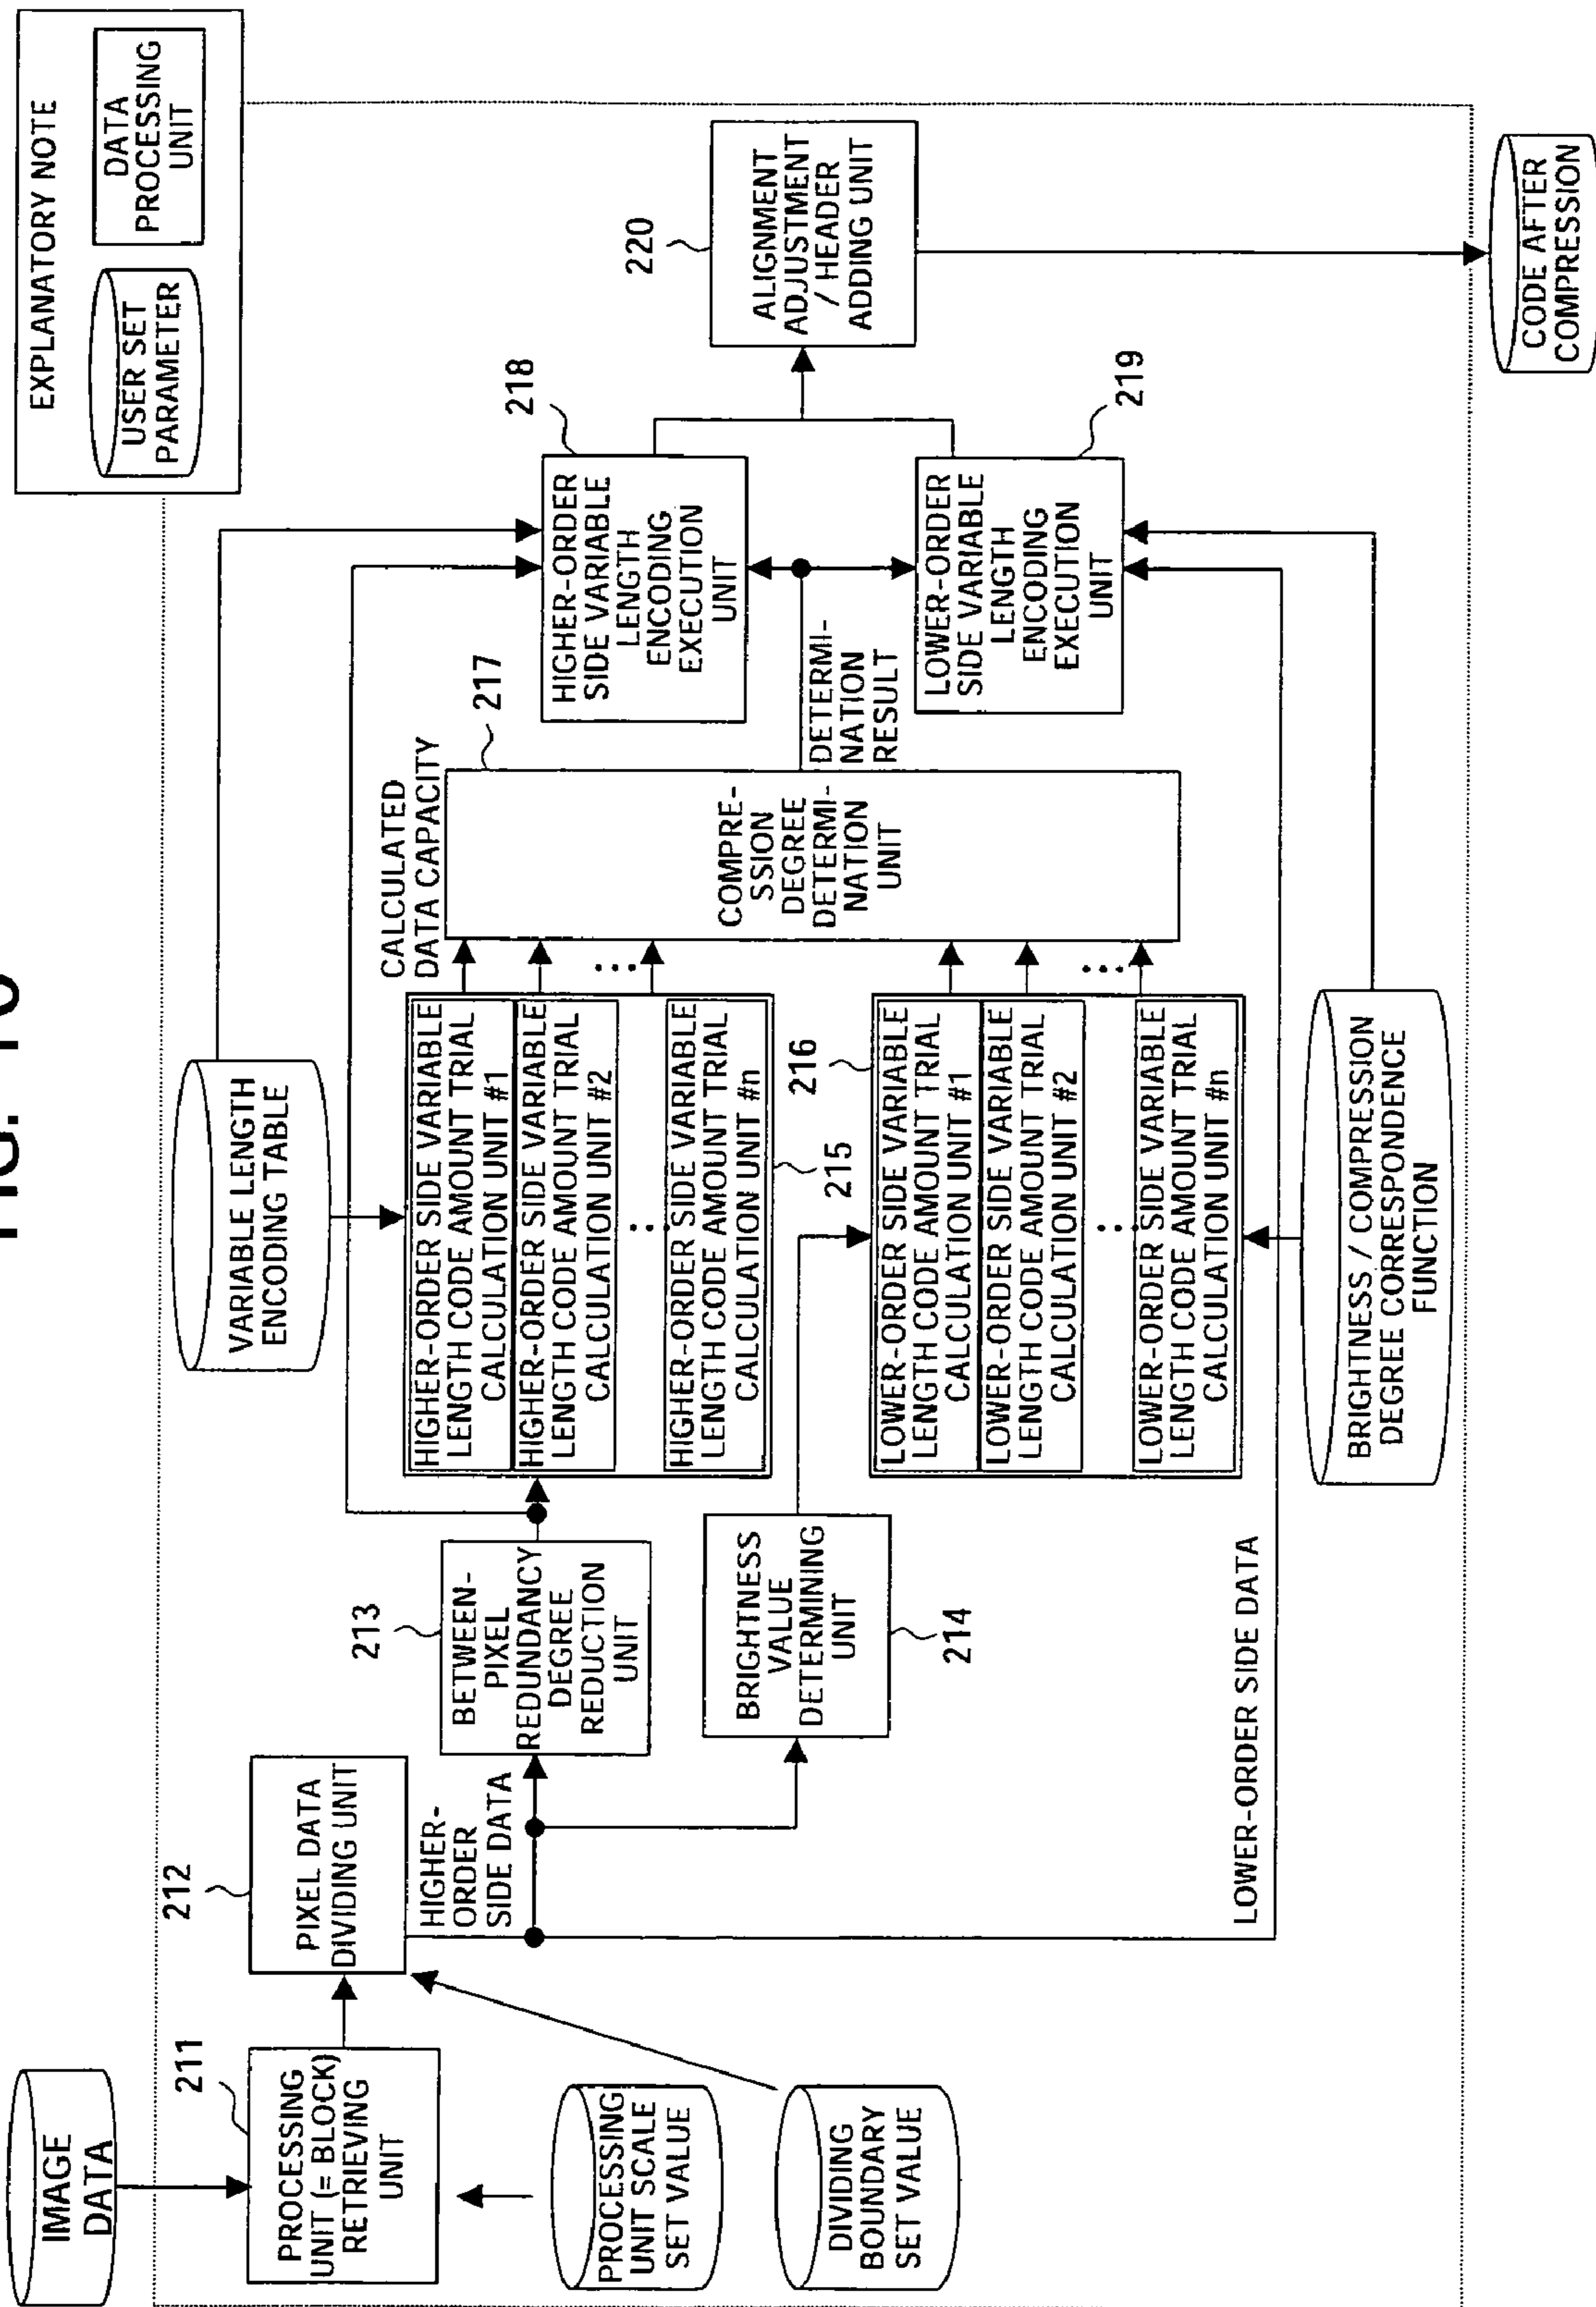 EXPLANATORY NOTE
USER SET
PARAMETER
DATA
PROCESSING
UNIT
IMAGE
DATA
211
PROCESSING
UNIT (= BLOCK)
RETRIEVING
UNIT
PROCESSING
UNIT SCALE
SET VALUE
DIVIDING
BOUNDARY
SET VALUE
212
PIXEL DATA
DIVIDING UNIT
HIGHER-
ORDER
SIDE DATA
213
BETWEEN-
PIXEL
REDUNDANCY
DEGREE
REDUCTION
UNIT
BRIGHTNESS
VALUE
DETERMINING
UNIT
214
LOWER-ORDER SIDE DATA
VARIABLE LENGTH
ENCODING TABLE
HIGHER-ORDER SIDE VARIABLE
LENGTH CODE AMOUNT TRIAL
CALCULATION UNIT #1
HIGHER-ORDER SIDE VARIABLE
LENGTH CODE AMOUNT TRIAL
CALCULATION UNIT #2
...
HIGHER-ORDER SIDE VARIABLE
LENGTH CODE AMOUNT TRIAL
CALCULATION UNIT #n
215
216
LOWER-ORDER SIDE VARIABLE
LENGTH CODE AMOUNT TRIAL
CALCULATION UNIT #1
LOWER-ORDER SIDE VARIABLE
LENGTH CODE AMOUNT TRIAL
CALCULATION UNIT #2
...
LOWER-ORDER SIDE VARIABLE
LENGTH CODE AMOUNT TRIAL
CALCULATION UNIT #n
BRIGHTNESS / COMPRESSION
DEGREE CORRESPONDENCE
FUNCTION
CALCULATED
DATA CAPACITY
...
...
217
COMPRE-
SSION
DEGREE
DETERMI-
NATION
UNIT
DETERMI-
NATION
RESULT
218
HIGHER-ORDER
SIDE VARIABLE
LENGTH
ENCODING
EXECUTION
UNIT
LOWER-ORDER
SIDE VARIABLE
LENGTH
ENCODING
EXECUTION
UNIT
219
220
ALIGNMENT
ADJUSTMENT
/ HEADER
ADDING UNIT
CODE AFTER
COMPRESSION